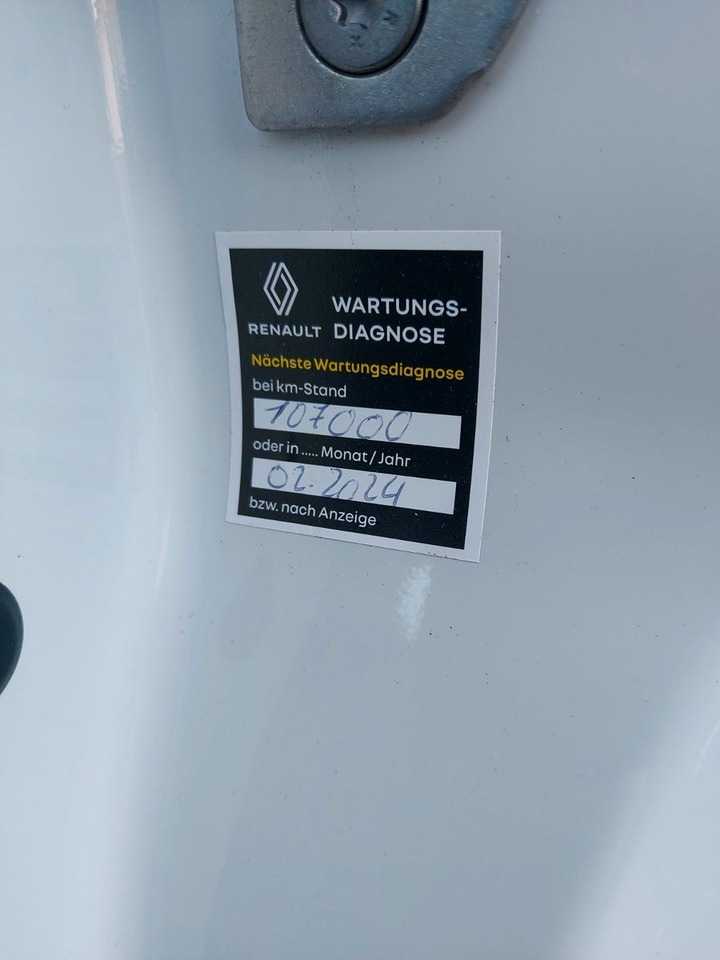 RENAULT
WARTUNGS-
DIAGNOSE
Nächste Wartungsdiagnose
bei km-Stand
107000
oder in ..... Monat/Jahr
02.2024
bzw. nach Anzeige